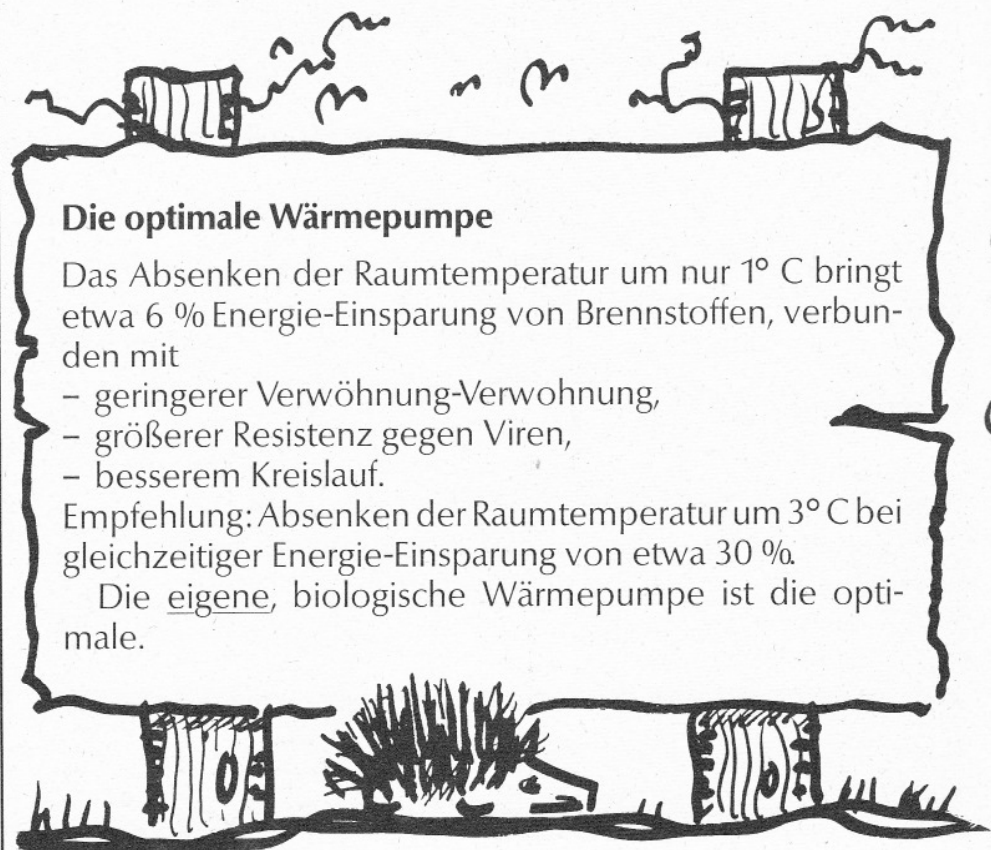 Die optimale Wärmepumpe
Das Absenken der Raumtemperatur um nur 1° C bringt
etwa 6 % Energie-Einsparung von Brennstoffen, verbun-
den mit
– geringerer Verwöhnung-Verwohnung,
– größerer Resistenz gegen Viren,
– besserem Kreislauf.
Empfehlung: Absenken der Raumtemperatur um 3° C bei
gleichzeitiger Energie-Einsparung von etwa 30 %.
Die eigene, biologische Wärmepumpe ist die opti-
male.